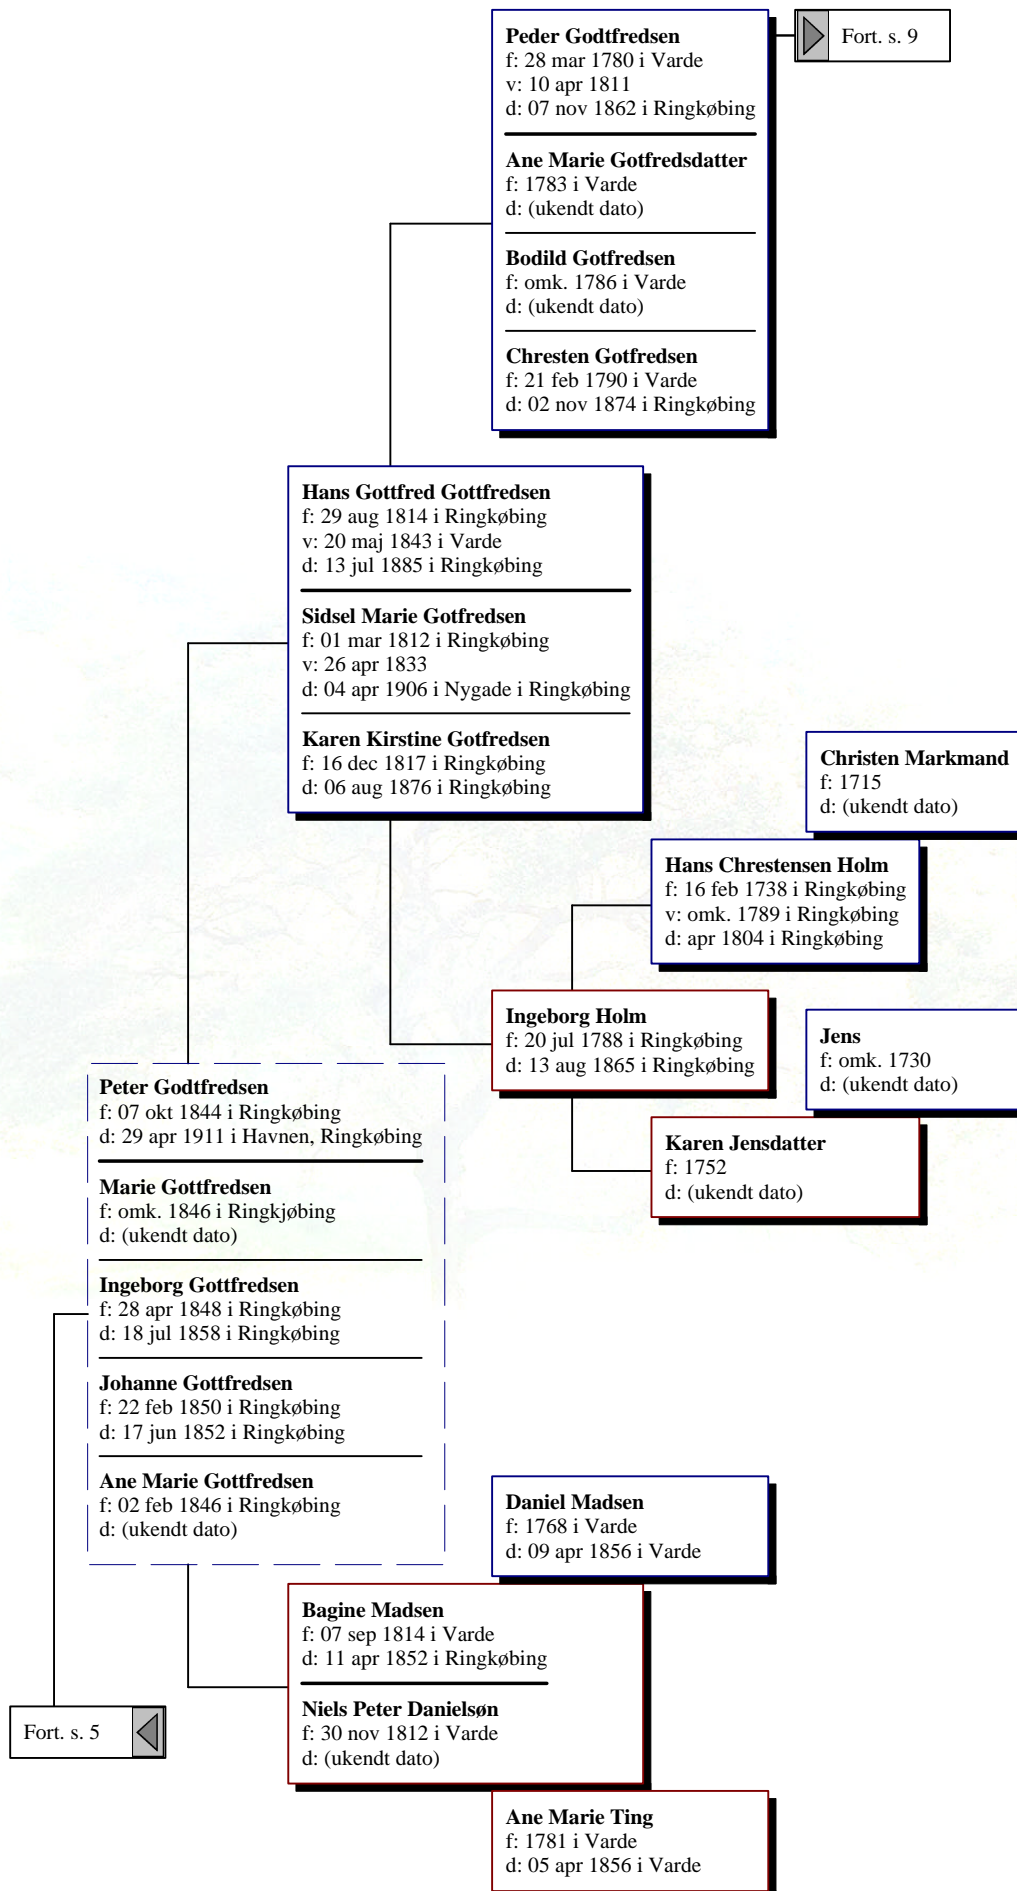 Peder Godtfredsen
f: 28 mar 1780 i Varde
v: 10 apr 1811
d: 07 nov 1862 i Ringkøbing
Fort. s. 9
Ane Marie Gotfredsdatter
f: 1783 i Varde
d: (ukendt dato)
Bodild Gotfredsen
f: omk. 1786 i Varde
d: (ukendt dato)
Chresten Gotfredsen
f: 21 feb 1790 i Varde
d: 02 nov 1874 i Ringkøbing
Hans Gottfred Gottfredsen
f: 29 aug 1814 i Ringkøbing
v: 20 maj 1843 i Varde
d: 13 jul 1885 i Ringkøbing
Sidsel Marie Gotfredsen
f: 01 mar 1812 i Ringkøbing
v: 26 apr 1833
d: 04 apr 1906 i Nygade i Ringkøbing
Karen Kirstine Gotfredsen
f: 16 dec 1817 i Ringkøbing
d: 06 aug 1876 i Ringkøbing
Christen Markmand
f: 1715
d: (ukendt dato)
Hans Chrestensen Holm
f: 16 feb 1738 i Ringkøbing
v: omk. 1789 i Ringkøbing
d: apr 1804 i Ringkøbing
Ingeborg Holm
f: 20 jul 1788 i Ringkøbing
d: 13 aug 1865 i Ringkøbing
Jens
f: omk. 1730
d: (ukendt dato)
Karen Jensdatter
f: 1752
d: (ukendt dato)
Peter Godtfredsen
f: 07 okt 1844 i Ringkøbing
d: 29 apr 1911 i Havnen, Ringkøbing
Marie Gottfredsen
f: omk. 1846 i Ringkjøbing
d: (ukendt dato)
Ingeborg Gottfredsen
f: 28 apr 1848 i Ringkøbing
d: 18 jul 1858 i Ringkøbing
Johanne Gottfredsen
f: 22 feb 1850 i Ringkøbing
d: 17 jun 1852 i Ringkøbing
Ane Marie Gottfredsen
f: 02 feb 1846 i Ringkøbing
d: (ukendt dato)
Daniel Madsen
f: 1768 i Varde
d: 09 apr 1856 i Varde
Bagine Madsen
f: 07 sep 1814 i Varde
d: 11 apr 1852 i Ringkøbing
Niels Peter Danielsøn
f: 30 nov 1812 i Varde
d: (ukendt dato)
Fort. s. 5
Ane Marie Ting
f: 1781 i Varde
d: 05 apr 1856 i Varde